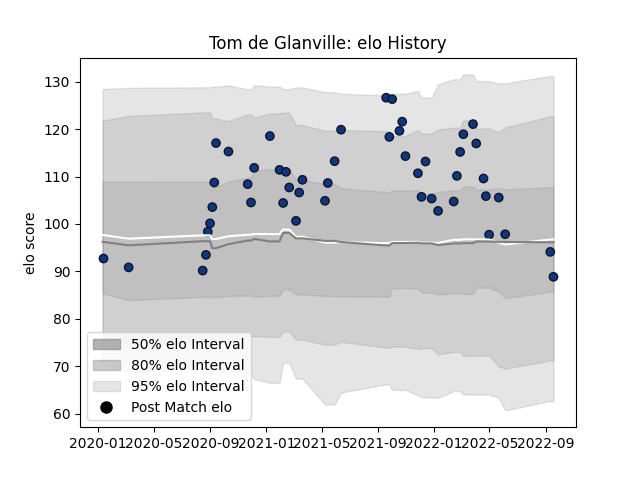 Tom de Glanville: elo History
elo score
130
120
110
100
90
80
70
60
50% elo Interval
80% elo Interval
95% elo Interval
Post Match elo
2020-01 2020-05 2020-09 2021-01 2021-05 2021-09 2022-01 2022-05 2022-09